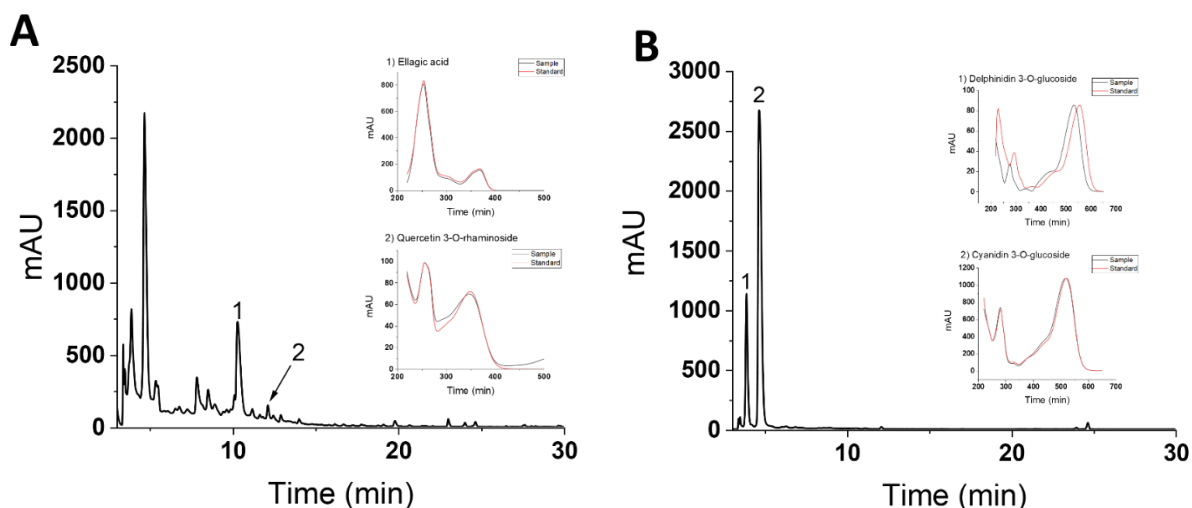 A
mAU
2500
2000
1500
1000
500
0
10
20
30
Time (min)
1
2
1) Ellagic acid
Sample
Standard
mAU
800
600
400
200
0
200
300
400
500
Time (min)
2) Quercetin 3-O-rhaminoside
Sample
Standard
mAU
100
80
60
40
20
0
200
300
400
500
Time (min)
B
mAU
3000
2500
2000
1500
1000
500
0
10
20
30
Time (min)
1
2
1) Delphinidin 3-O-glucoside
Sample
Standard
mAU
100
80
60
40
20
0
200
300
400
500
600
700
Time (min)
2) Cyanidin 3-O-glucoside
Sample
Standard
mAU
1200
1000
800
600
400
200
0
200
300
400
500
600
700
Time (min)